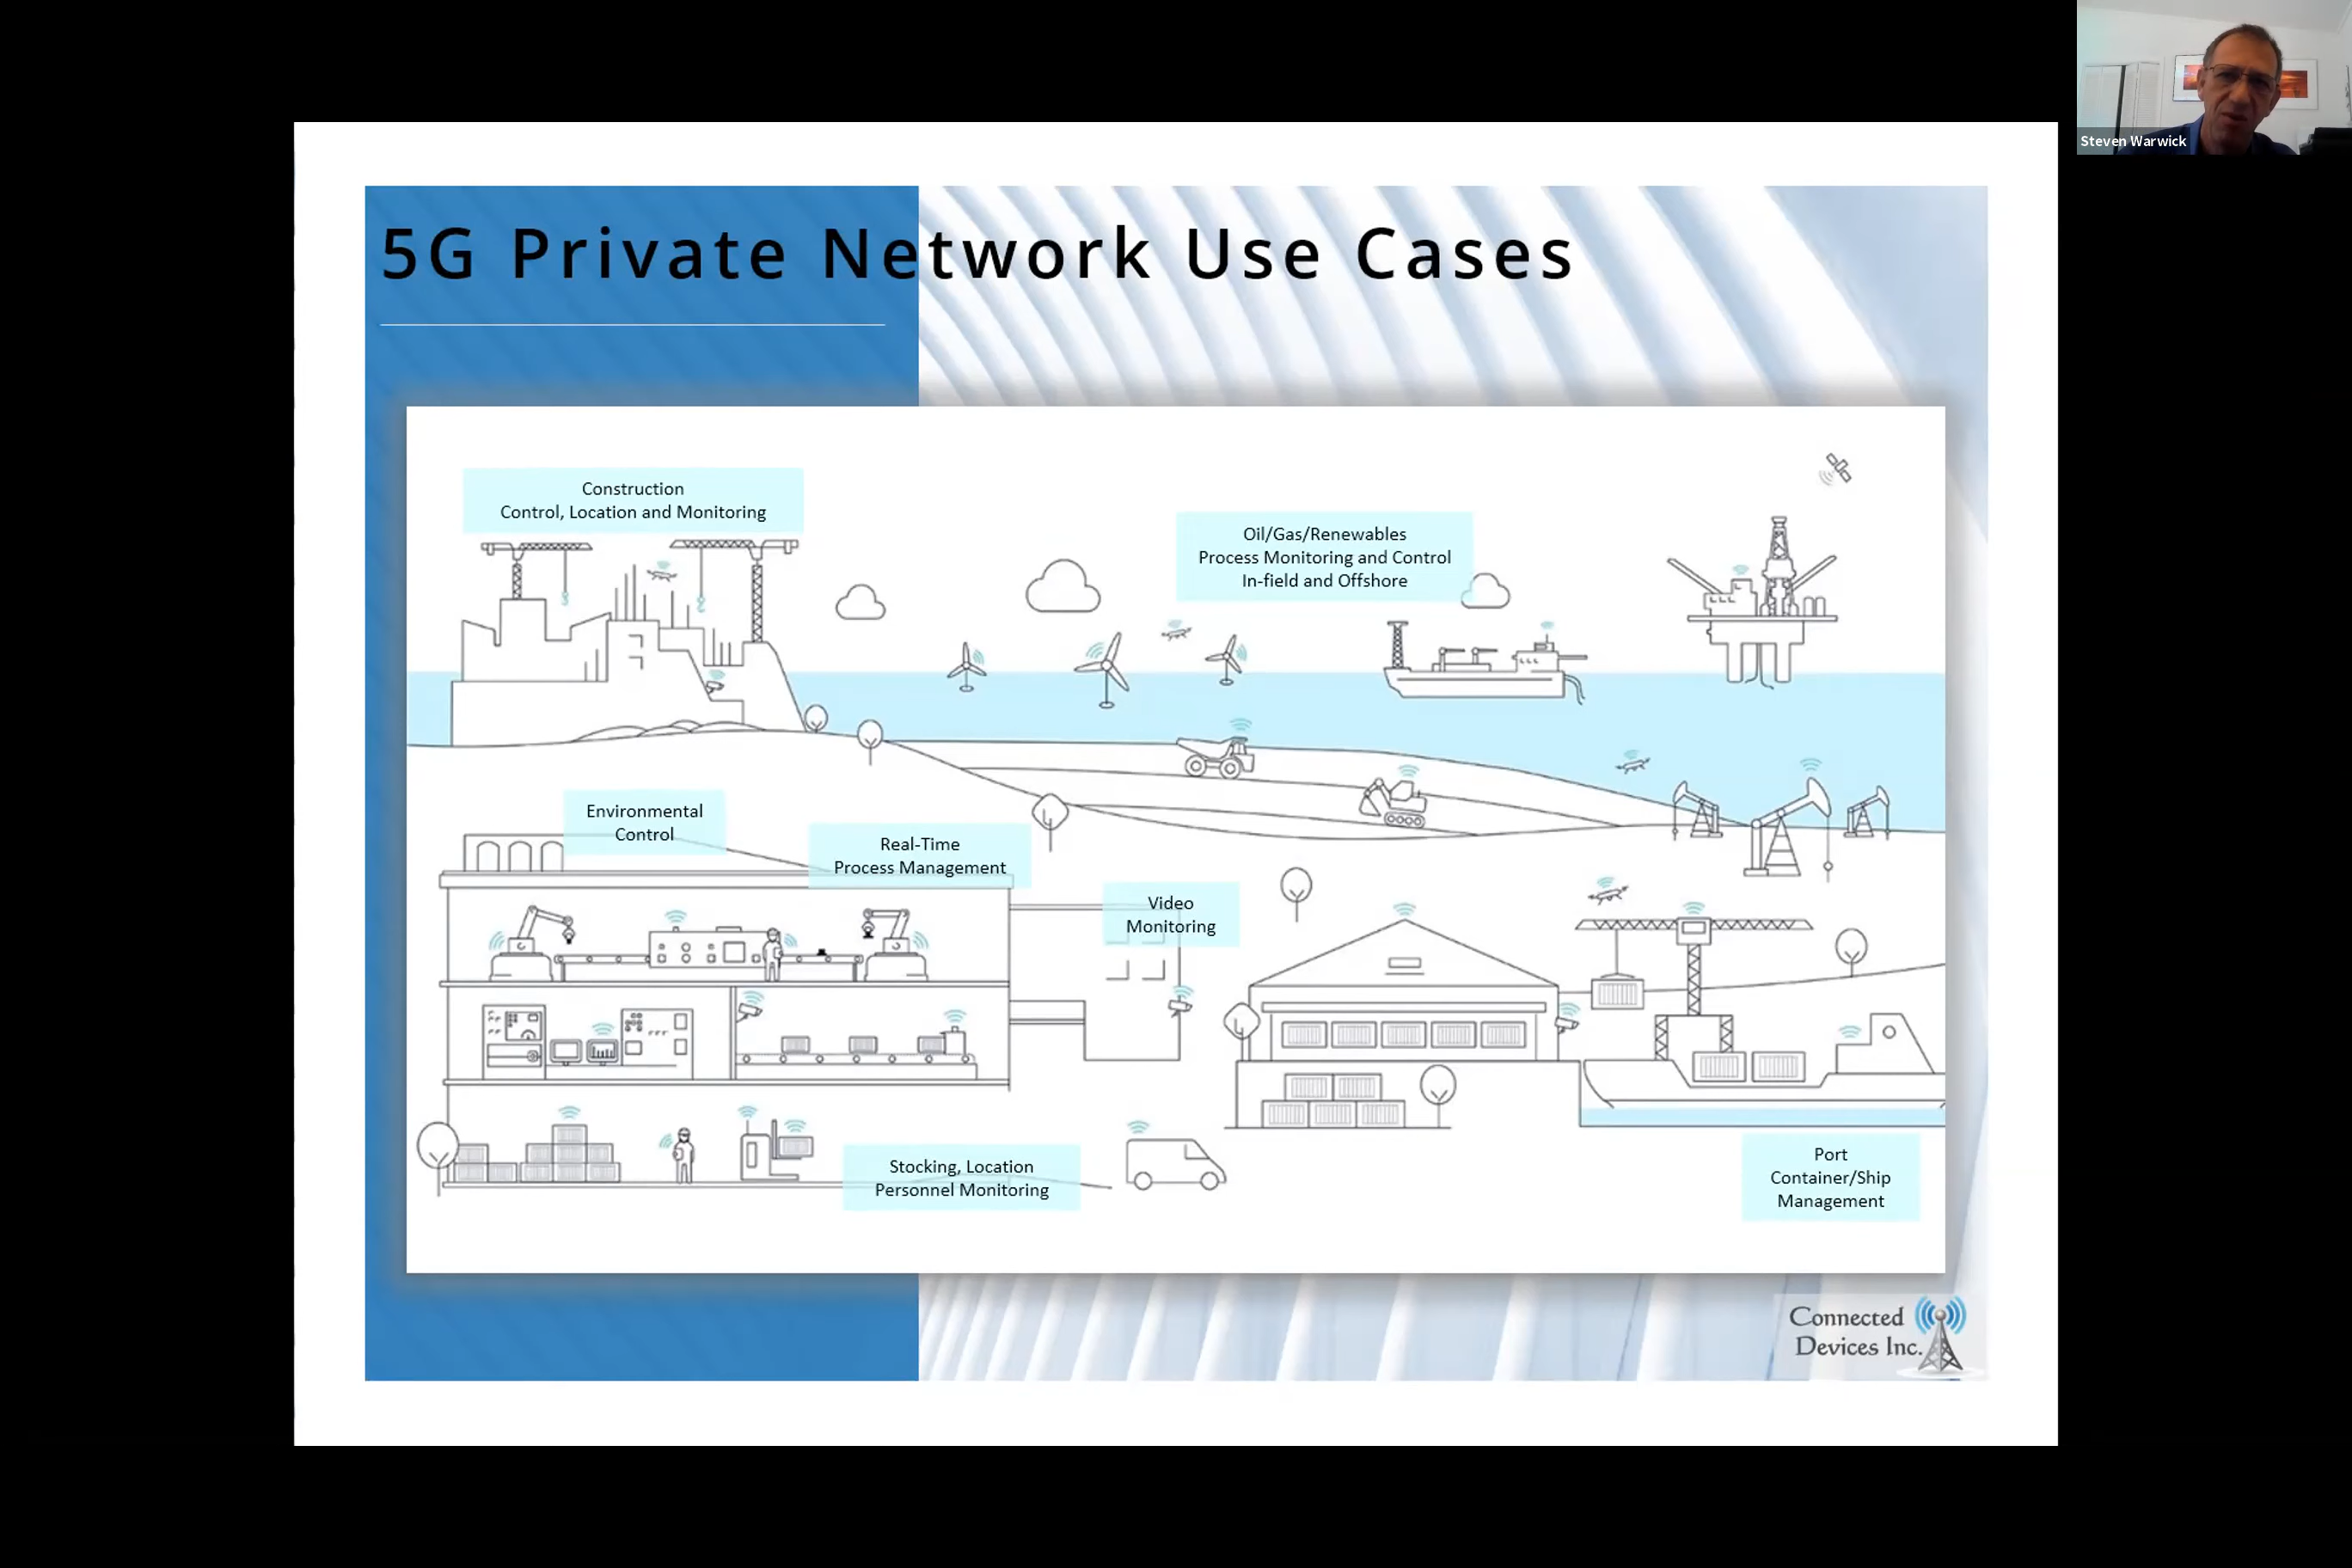 Steven Warwick
5G Private Network Use Cases
Construction
Control, Location and Monitoring
Oil/Gas/Renewables
Process Monitoring and Control
In-field and Offshore
Environmental
Control
Real-Time
Process Management
Video
Monitoring
Stocking, Location
Personnel Monitoring
Port
Container/Ship
Management
Connected
Devices Inc.